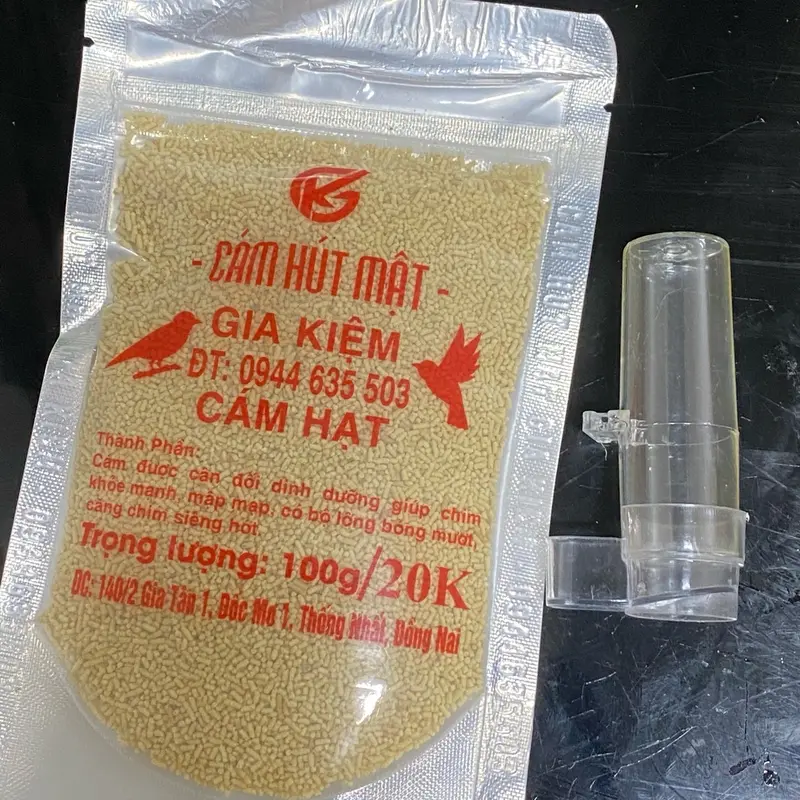 - CÁM HÚT MẬT -
GIA KIỆM
ĐT: 0944 635 503
CÁM HẠT
Thành Phần:
Cám được cân đối dinh dưỡng giúp chim
khỏe mạnh, mập mạp, có bộ lông bóng mượt,
căng chim siêng hót
Trọng lượng: 100g/20K
ĐC: 140/2 Gia Tân 1, Dốc Mơ 1, Thống Nhất, Đồng Nai